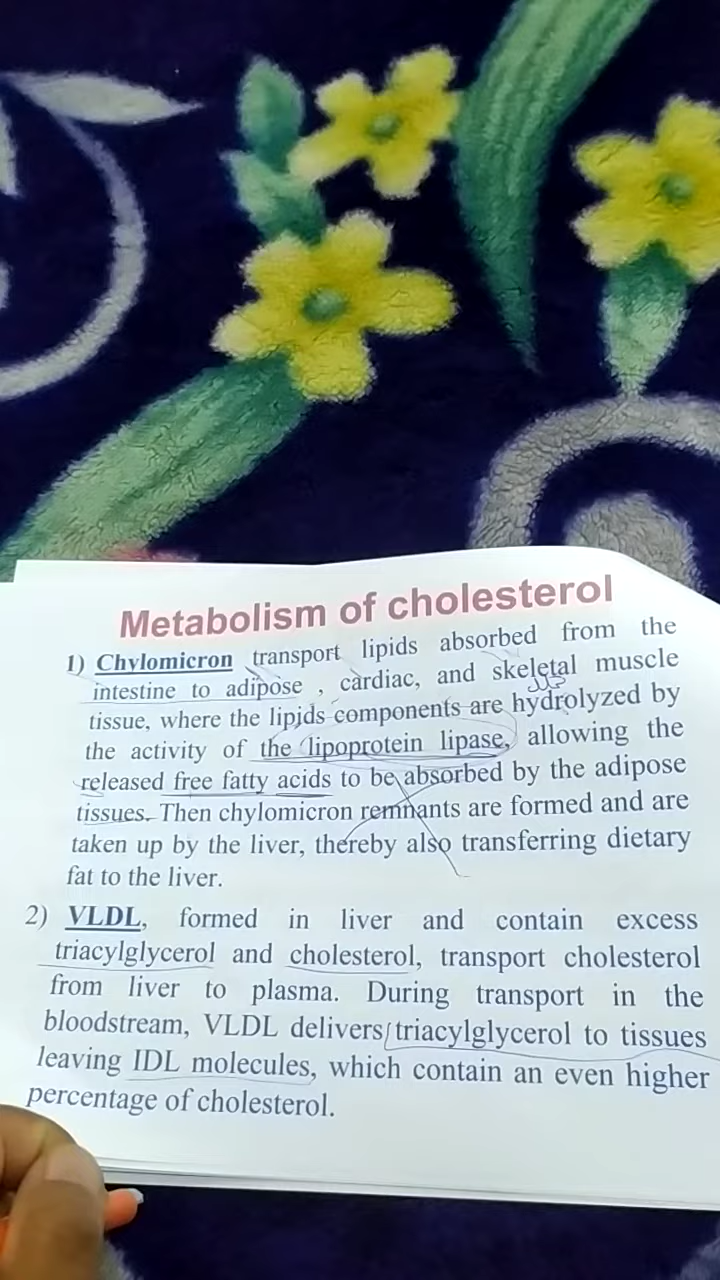 Metabolism of cholesterol
1) Chylomicron transport lipids absorbed from the
intestine to adipose , cardiac, and skeletal muscle
tissue, where the lipids components are hydrolyzed by
the activity of the lipoprotein lipase, allowing the
released free fatty acids to be absorbed by the adipose
tissues. Then chylomicron remnants are formed and are
taken up by the liver, thereby also transferring dietary
fat to the liver.
2) VLDL, formed in liver and contain excess
triacylglycerol and cholesterol, transport cholesterol
from liver to plasma. During transport in the
bloodstream, VLDL delivers triacylglycerol to tissues
leaving IDL molecules, which contain an even higher
percentage of cholesterol.